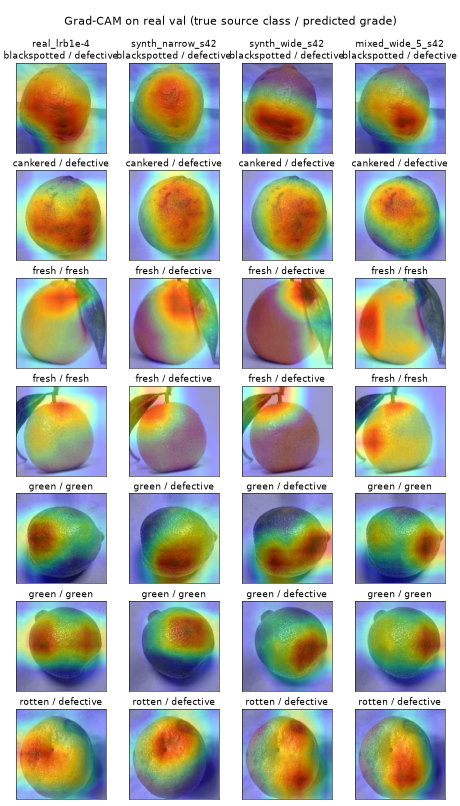 Grad-CAM on real val (true source class / predicted grade)
real_lrb1e-4 synth_narrow_s42 synth_wide_s42 mixed_wide_5_s42
blackspotted / defective blackspotted / defective blackspotted / defective blackspotted / defective
cankered / defective cankered / defective cankered / defective cankered / defective
fresh / fresh fresh / defective fresh / defective fresh / fresh
fresh / fresh fresh / defective fresh / defective fresh / fresh
green / green green / defective green / defective green / green
green / green green / green green / defective green / green
rotten / defective rotten / defective rotten / defective rotten / defective